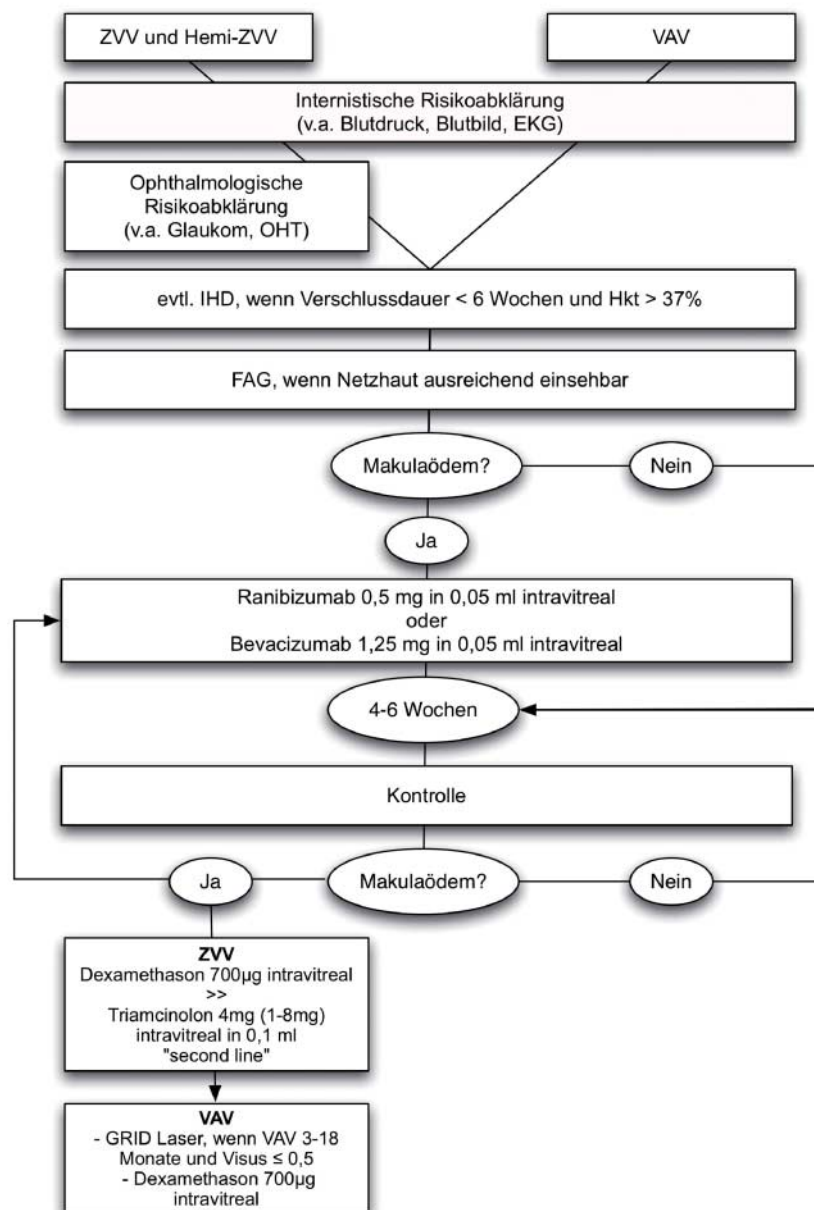 ZVV und Hemi-ZVV
VAV
Internistische Risikoabklärung
(v.a. Blutdruck, Blutbild, EKG)
Ophthalmologische
Risikoabklärung
(v.a. Glaukom, OHT)
evtl. IHD, wenn Verschlussdauer < 6 Wochen und Hkt > 37%
FAG, wenn Netzhaut ausreichend einsehbar
Makulaödem?
Nein
Ja
Ranibizumab 0,5 mg in 0,05 ml intravitreal
oder
Bevacizumab 1,25 mg in 0,05 ml intravitreal
4-6 Wochen
Kontrolle
Ja
Makulaödem?
Nein
ZVV
Dexamethason 700µg intravitreal
>>
Triamcinolon 4mg (1-8mg)
intravitreal in 0,1 ml
"second line"
VAV
- GRID Laser, wenn VAV 3-18
Monate und Visus ≤ 0,5
- Dexamethason 700µg
intravitreal